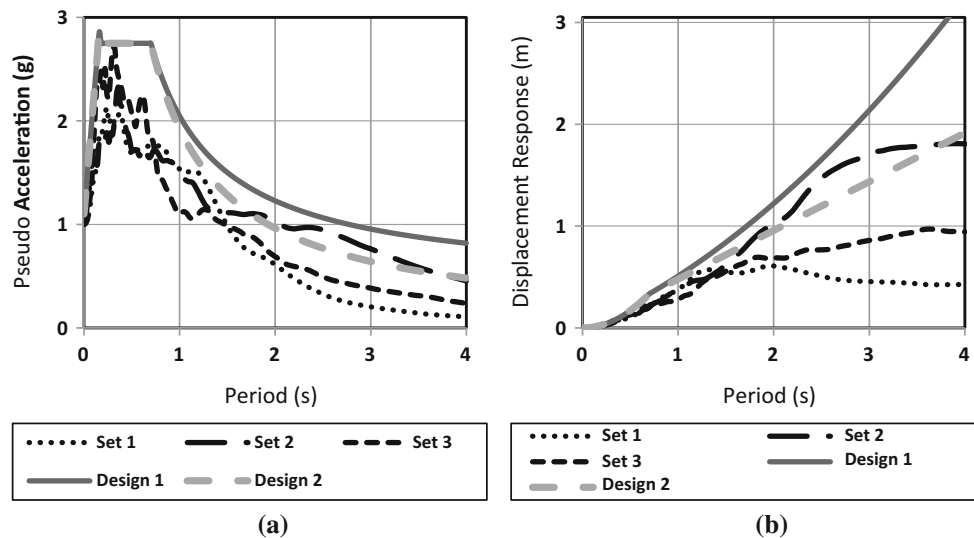 Pseudo Acceleration (g)
3
2
1
0
0 1 2 3 4
Period (s)
Set 1 Set 2 Set 3
Design 1 Design 2
(a)
Displacement Response (m)
3
2
1
0
0 1 2 3 4
Period (s)
Set 1 Set 2
Set 3 Design 1
Design 2
(b)